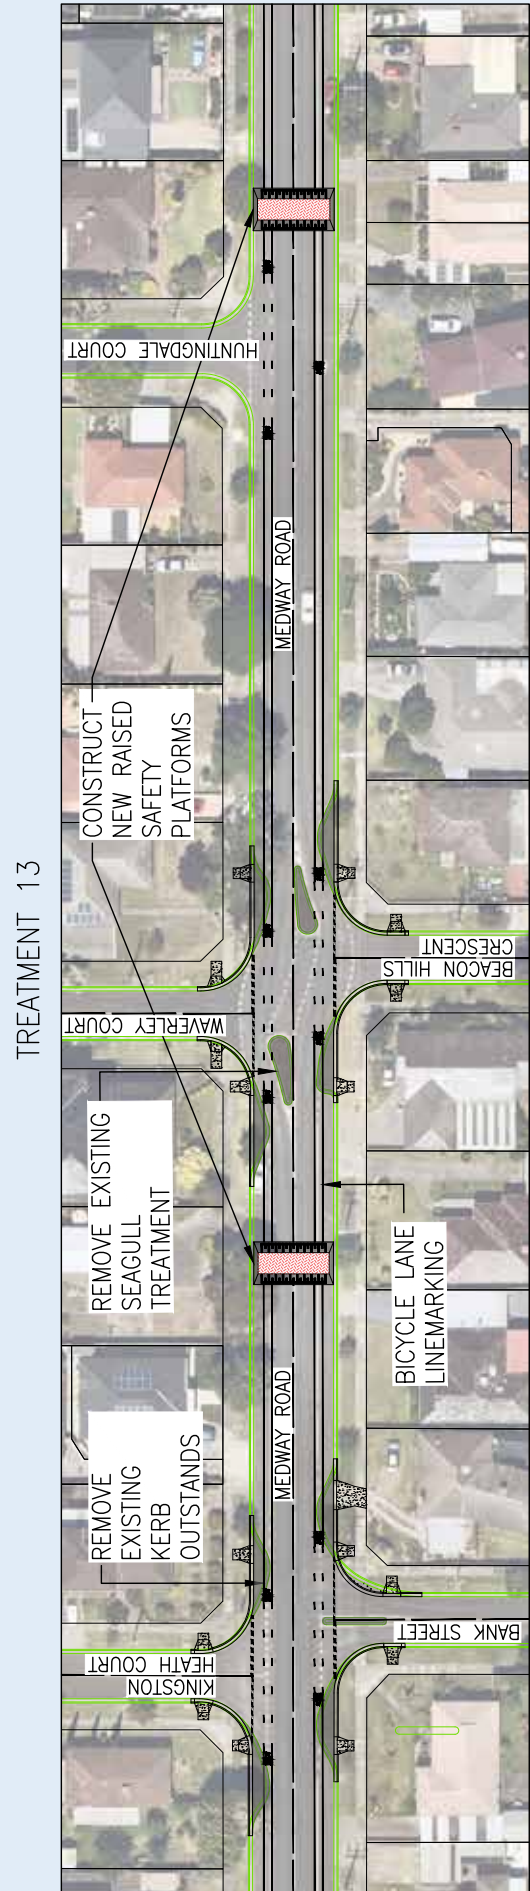 TREATMENT 13
HUNTINGDALE COURT
MEDWAY ROAD
CONSTRUCT
NEW RAISED
SAFETY
PLATFORMS
BEACON HILLS
CRESCENT
WAVERLEY COURT
REMOVE EXISTING
SEAGULL
TREATMENT
BICYCLE LANE
LINEMARKING
MEDWAY ROAD
REMOVE
EXISTING
KERB
OUTSTANDS
KINGSTON
HEATH COURT
BANK STREET